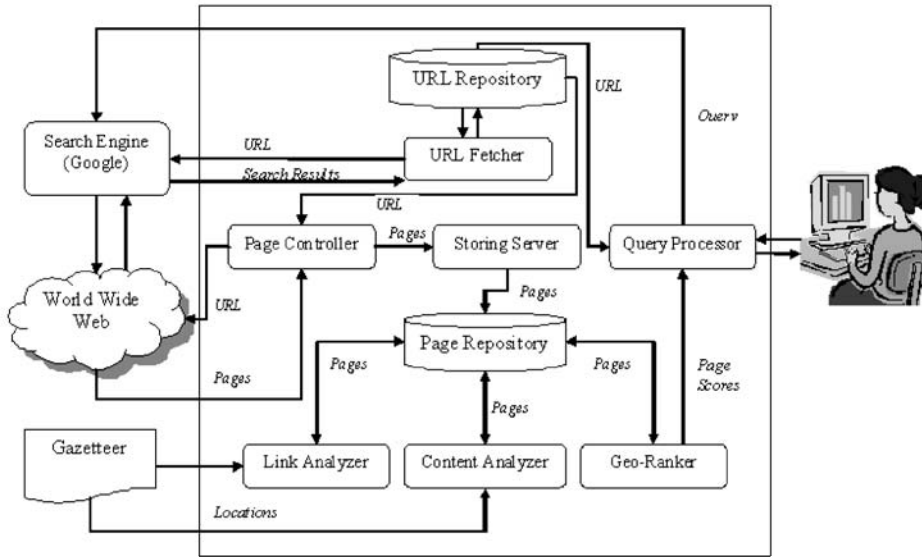 URL Repository
URL
Ouerv
Search Engine
(Google)
URL
URL Fetcher
Search Results
URL
Page Controller
Pages
Storing Server
Query Processor
World Wide
Web
URL
Pages
Page Repository
Pages
Pages
Pages
Pages
Page
Scores
Gazetteer
Link Analyzer
Content Analyzer
Geo-Ranker
Locations